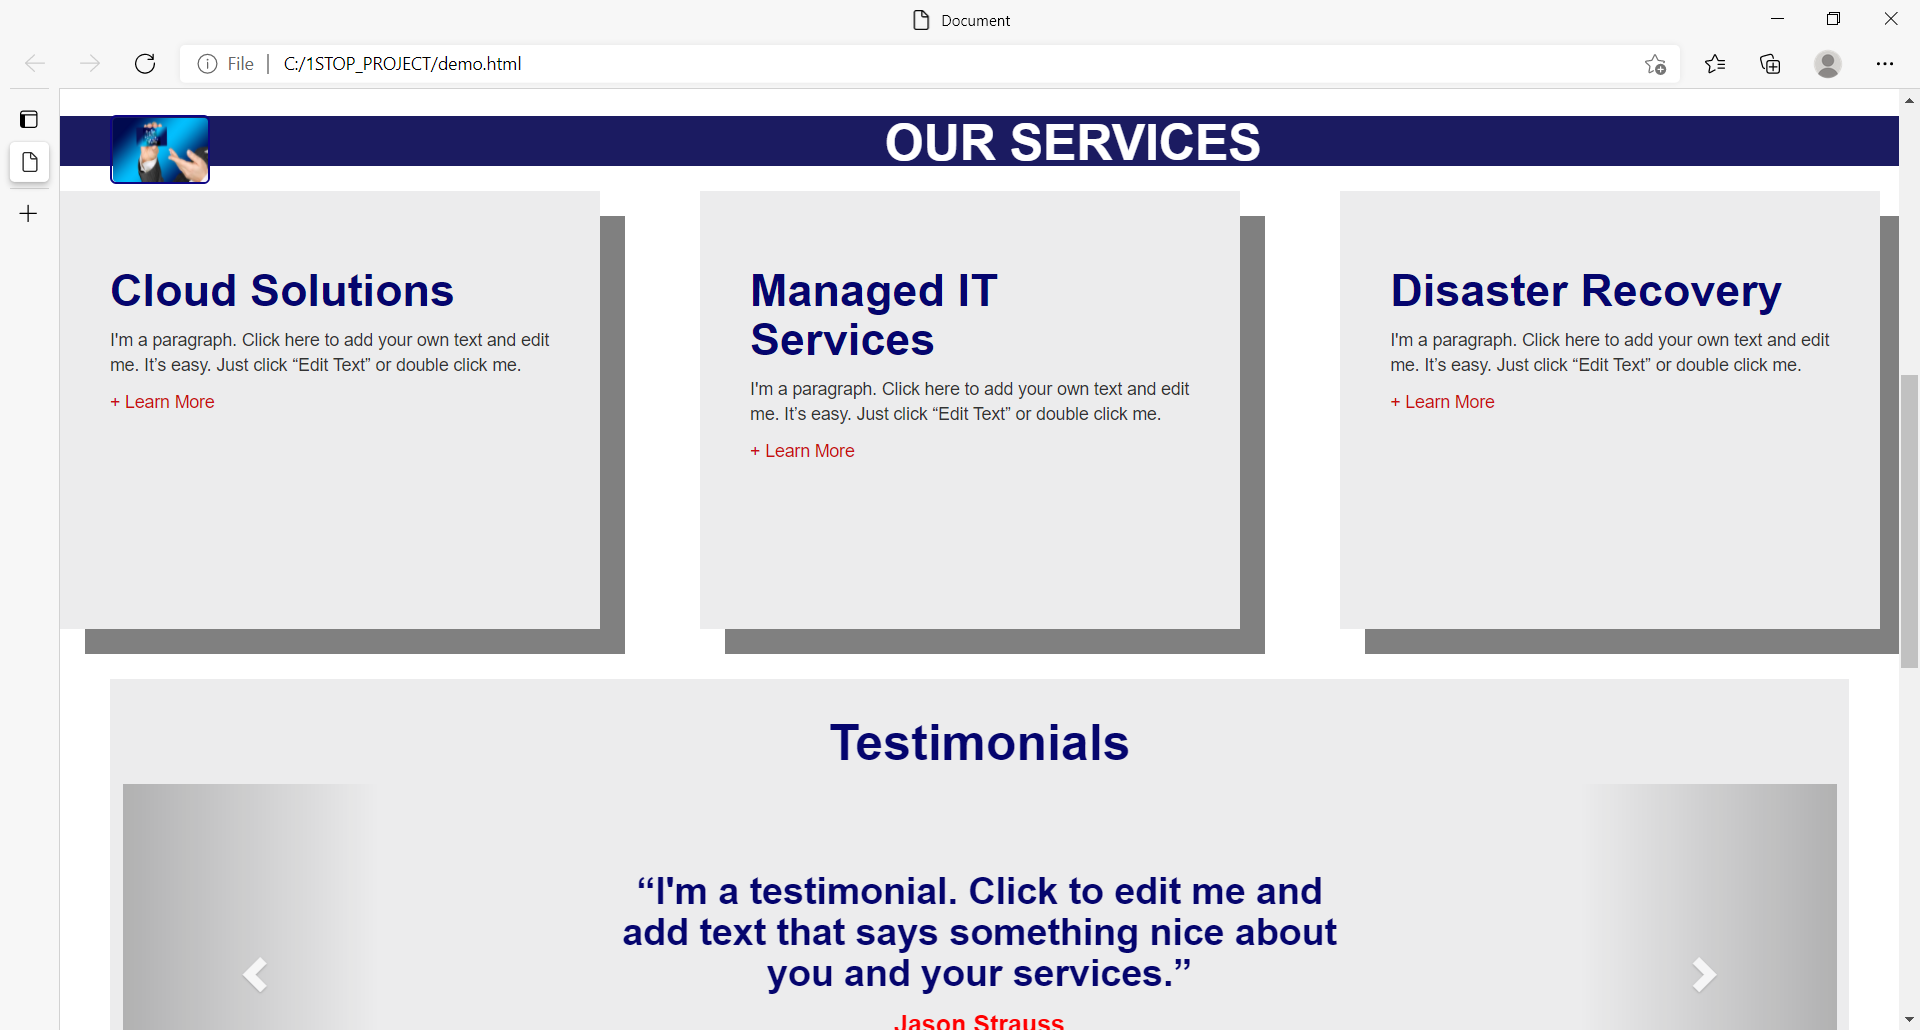 Document
File
C:/1STOP_PROJECT/demo.html
OUR SERVICES
Cloud Solutions
I'm a paragraph. Click here to add your own text and edit
me. It’s easy. Just click “Edit Text” or double click me.
+ Learn More
Managed IT
Services
I'm a paragraph. Click here to add your own text and edit
me. It’s easy. Just click “Edit Text” or double click me.
+ Learn More
Disaster Recovery
I'm a paragraph. Click here to add your own text and edit
me. It’s easy. Just click “Edit Text” or double click me.
+ Learn More
Testimonials
“I'm a testimonial. Click to edit me and
add text that says something nice about
you and your services.”
Jason Strauss